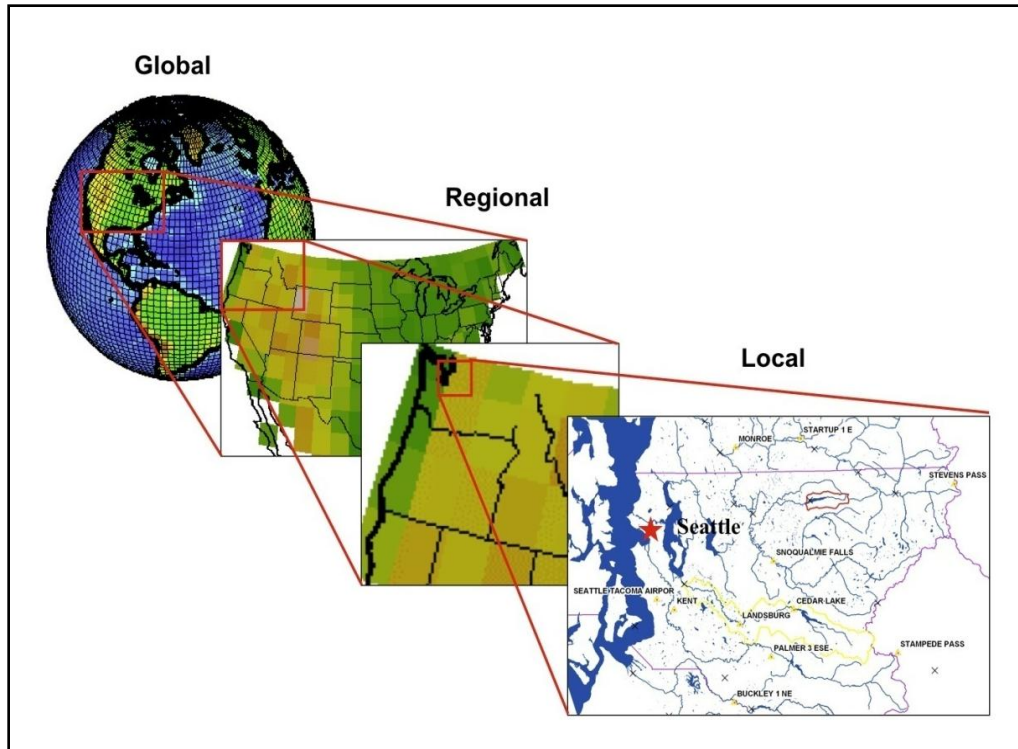 Global
Regional
Local
STARTUP 1 E
MONROE
STEVENS PASS
Seattle
SNOQUALMIE FALLS
SEATTLE TACOMA AIRPOR
KENT
CEDAR LAKE
LANDSBURG
PALMER 3 ESE
STAMPEDE PASS
BUCKLEY 1 NE